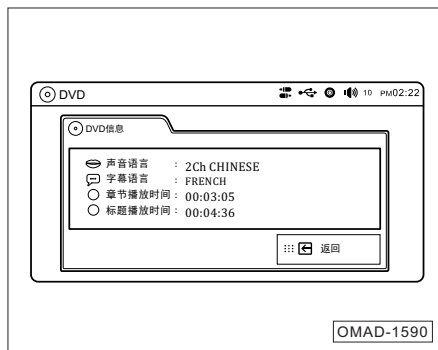 DVD 10 PM02:22
DVD信息
声音语言 : 2Ch CHINESE
字幕语言 : FRENCH
章节播放时间 : 00:03:05
标题播放时间 : 00:04:36
返回
OMAD-1590